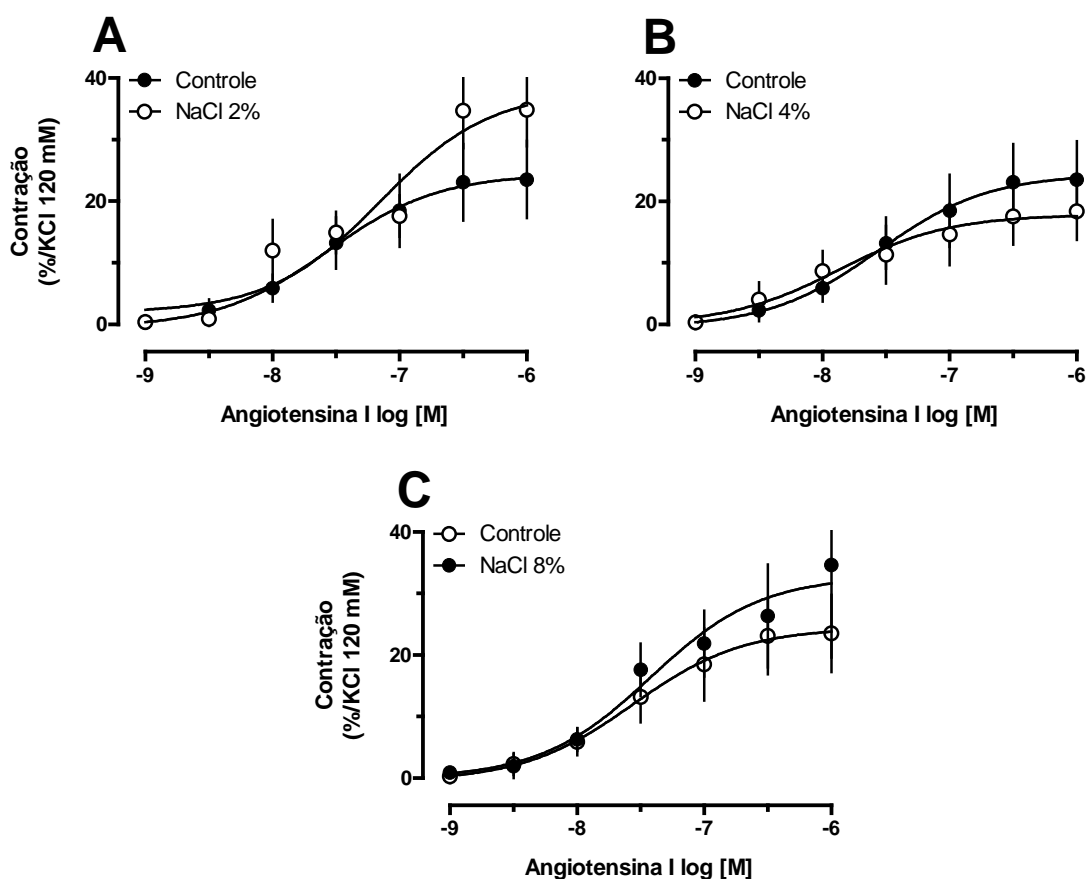 A
Controle
NaCl 2%
Contração
(%/KCl 120 mM)
40
20
0
-9
-8
-7
-6
Angiotensina I log [M]
B
Controle
NaCl 4%
40
20
0
-9
-8
-7
-6
Angiotensina I log [M]
C
Controle
NaCl 8%
Contração
(%/KCl 120 mM)
40
20
0
-9
-8
-7
-6
Angiotensina I log [M]